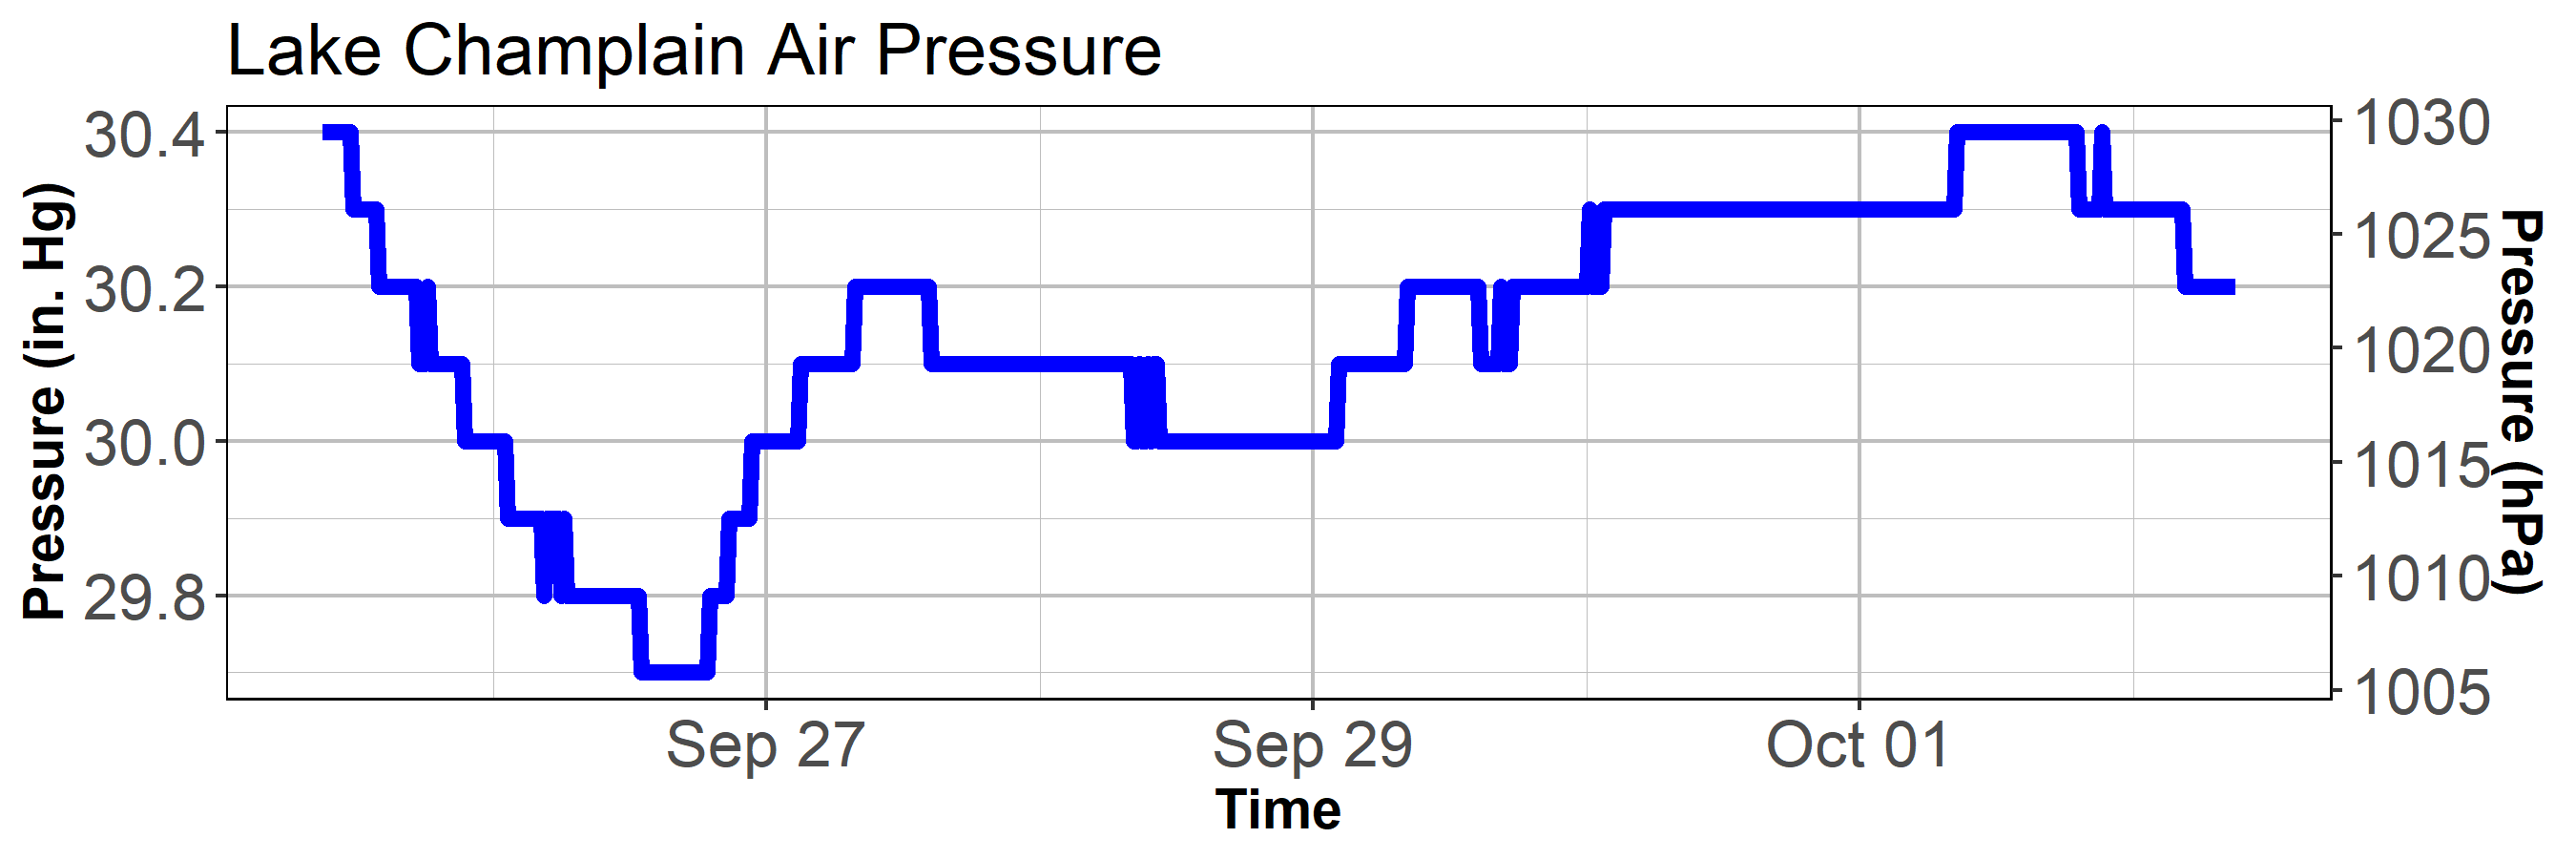 Lake Champlain Air Pressure
Pressure (in. Hg)
30.4
30.2
30.0
29.8
1030
1025
1020
1015
1010
1005
Pressure (hPa)
Sep 27
Sep 29
Oct 01
Time